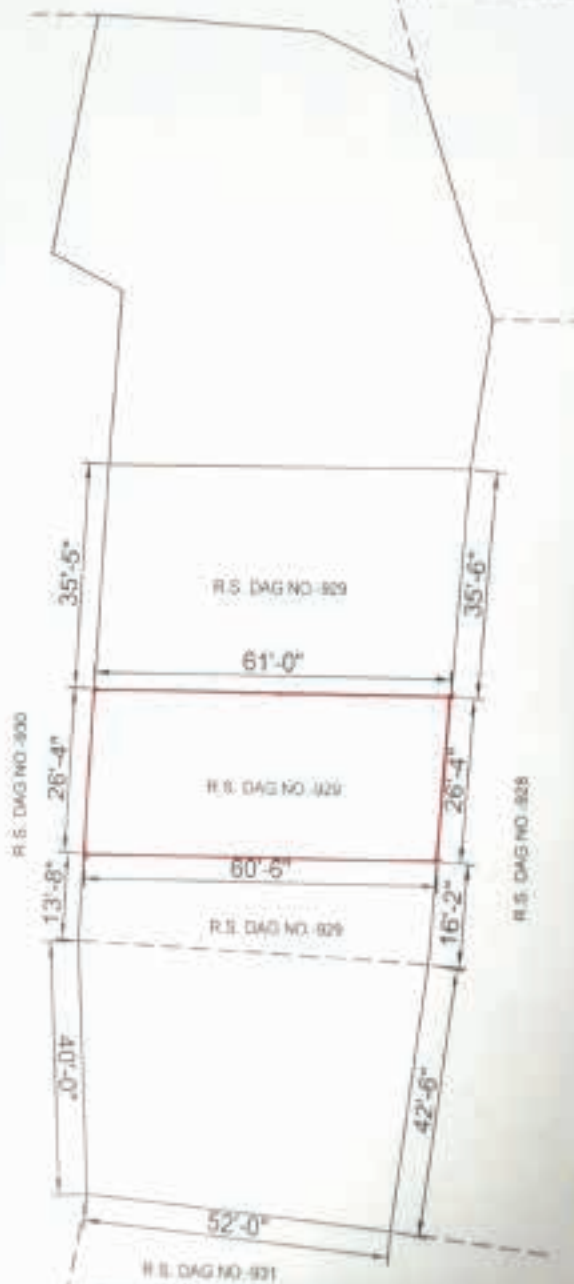 R.S. DAG NO.-929
35'-5"
35'-6"
61'-0"
R.S. DAG NO.-930
26'-4"
R.S. DAG NO.-929
26'-4"
R.S. DAG NO.-928
60'-6"
13'-8"
R.S. DAG NO.-929
16'-2"
40'-0"
42'-6"
52'-0"
R.S. DAG NO.-931